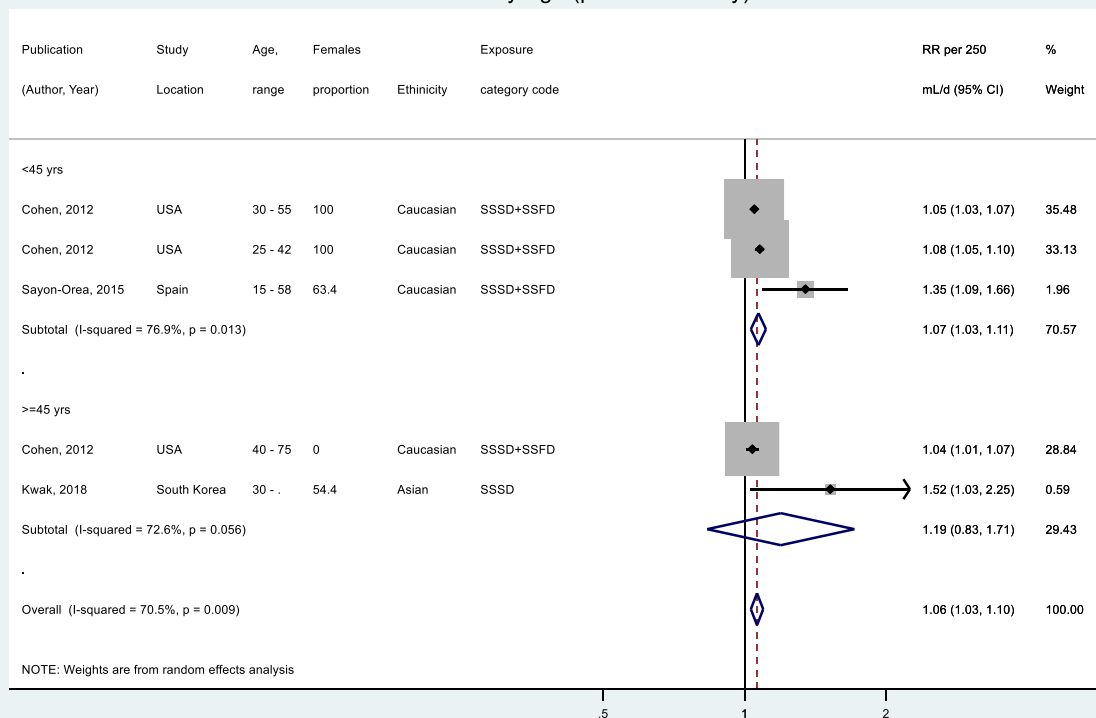 Publication Study Age, Females Exposure RR per 250 %
(Author, Year) Location range proportion Ethinicity category code mL/d (95% CI) Weight
<45 yrs
Cohen, 2012 USA 30 - 55 100 Caucasian SSSD+SSFD 1.05 (1.03, 1.07) 35.48
Cohen, 2012 USA 25 - 42 100 Caucasian SSSD+SSFD 1.08 (1.05, 1.10) 33.13
Sayon-Orea, 2015 Spain 15 - 58 63.4 Caucasian SSSD+SSFD 1.35 (1.09, 1.66) 1.96
Subtotal (I-squared = 76.9%, p = 0.013) 1.07 (1.03, 1.11) 70.57
.
>=45 yrs
Cohen, 2012 USA 40 - 75 0 Caucasian SSSD+SSFD 1.04 (1.01, 1.07) 28.84
Kwak, 2018 South Korea 30 - . 54.4 Asian SSSD 1.52 (1.03, 2.25) 0.59
Subtotal (I-squared = 72.6%, p = 0.056) 1.19 (0.83, 1.71) 29.43
.
Overall (I-squared = 70.5%, p = 0.009) 1.06 (1.03, 1.10) 100.00
NOTE: Weights are from random effects analysis
.5 1 2